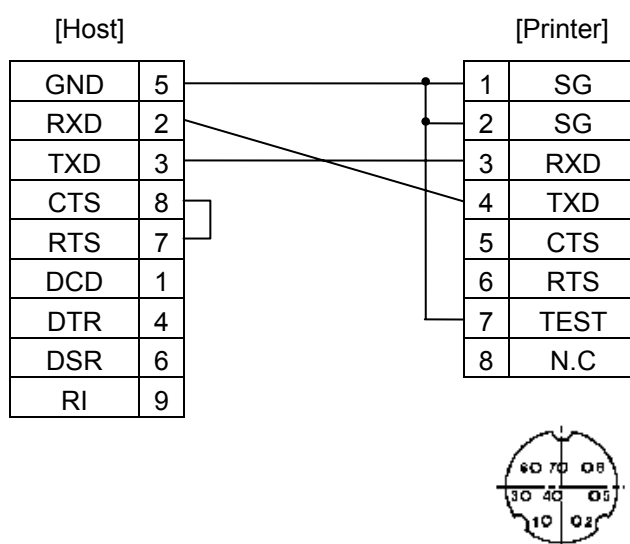 [Host] [Printer]
GND 5 1 SG
RXD 2 2 SG
TXD 3 3 RXD
CTS 8 4 TXD
RTS 7 5 CTS
DCD 1 6 RTS
DTR 4 7 TEST
DSR 6 8 N.C
RI 9
6 7 8
3 4 5
1 2